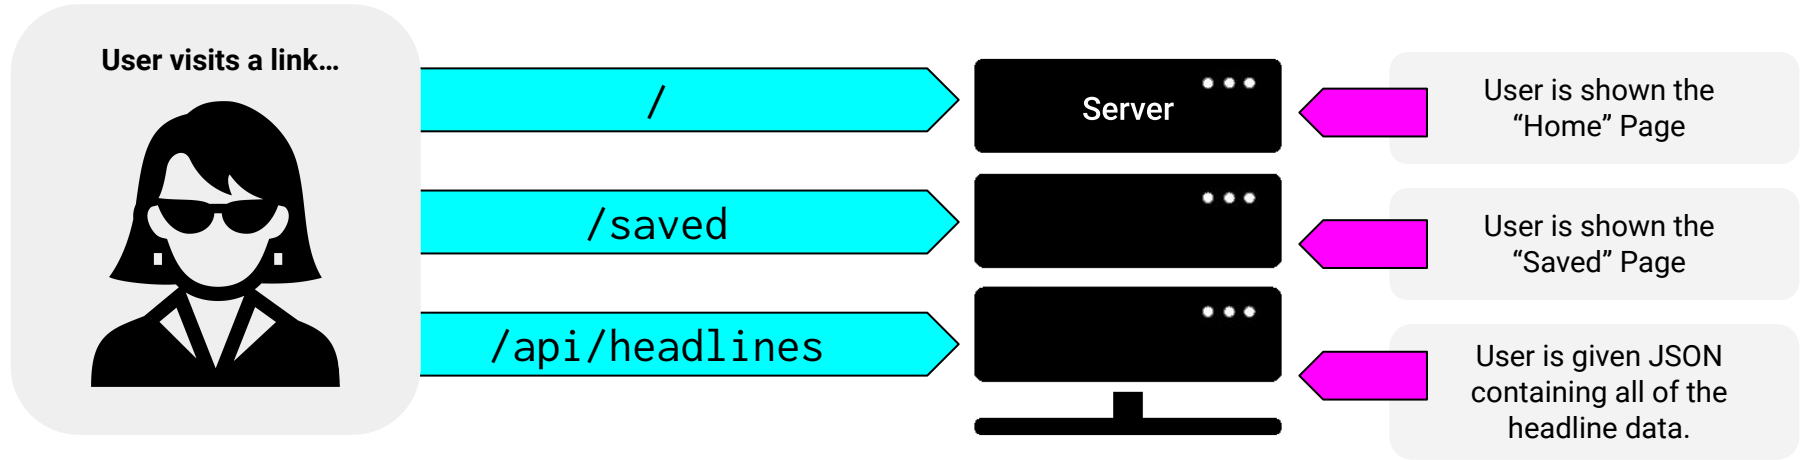 User visits a link…
/
/saved
/api/headlines
Server
User is shown the
“Home” Page
User is shown the
“Saved” Page
User is given JSON
containing all of the
headline data.